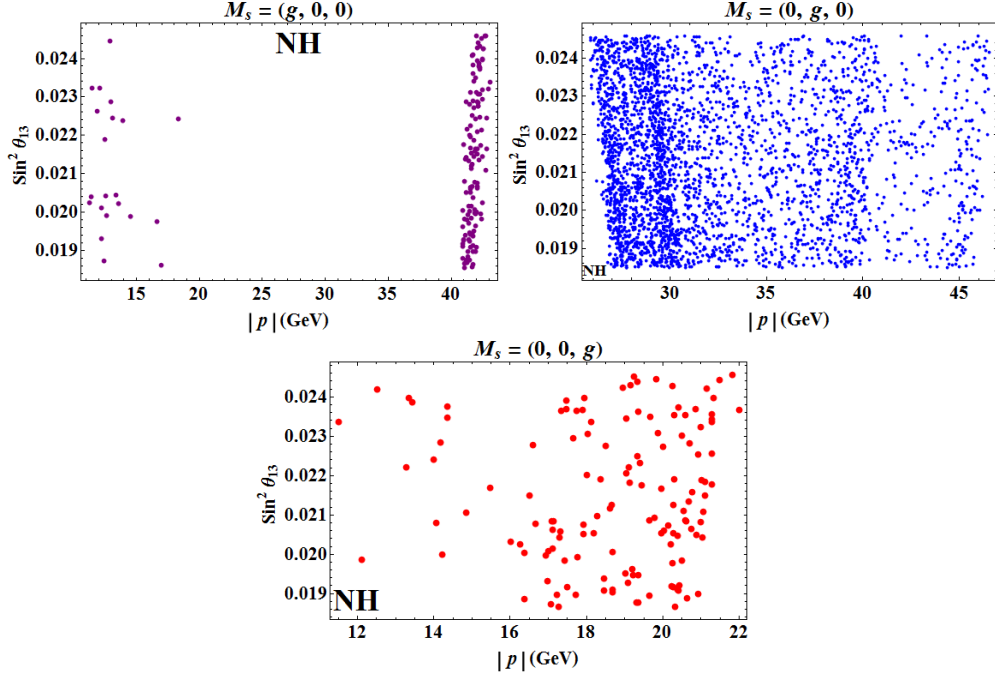 M_s = (g, 0, 0)
NH
Sin² θ₁₃
0.024
0.023
0.022
0.021
0.020
0.019
15 20 25 30 35 40
| p | (GeV)
M_s = (0, g, 0)
Sin² θ₁₃
0.024
0.023
0.022
0.021
0.020
0.019
NH
30 35 40 45
| p | (GeV)
M_s = (0, 0, g)
Sin² θ₁₃
0.024
0.023
0.022
0.021
0.020
0.019
NH
12 14 16 18 20 22
| p | (GeV)